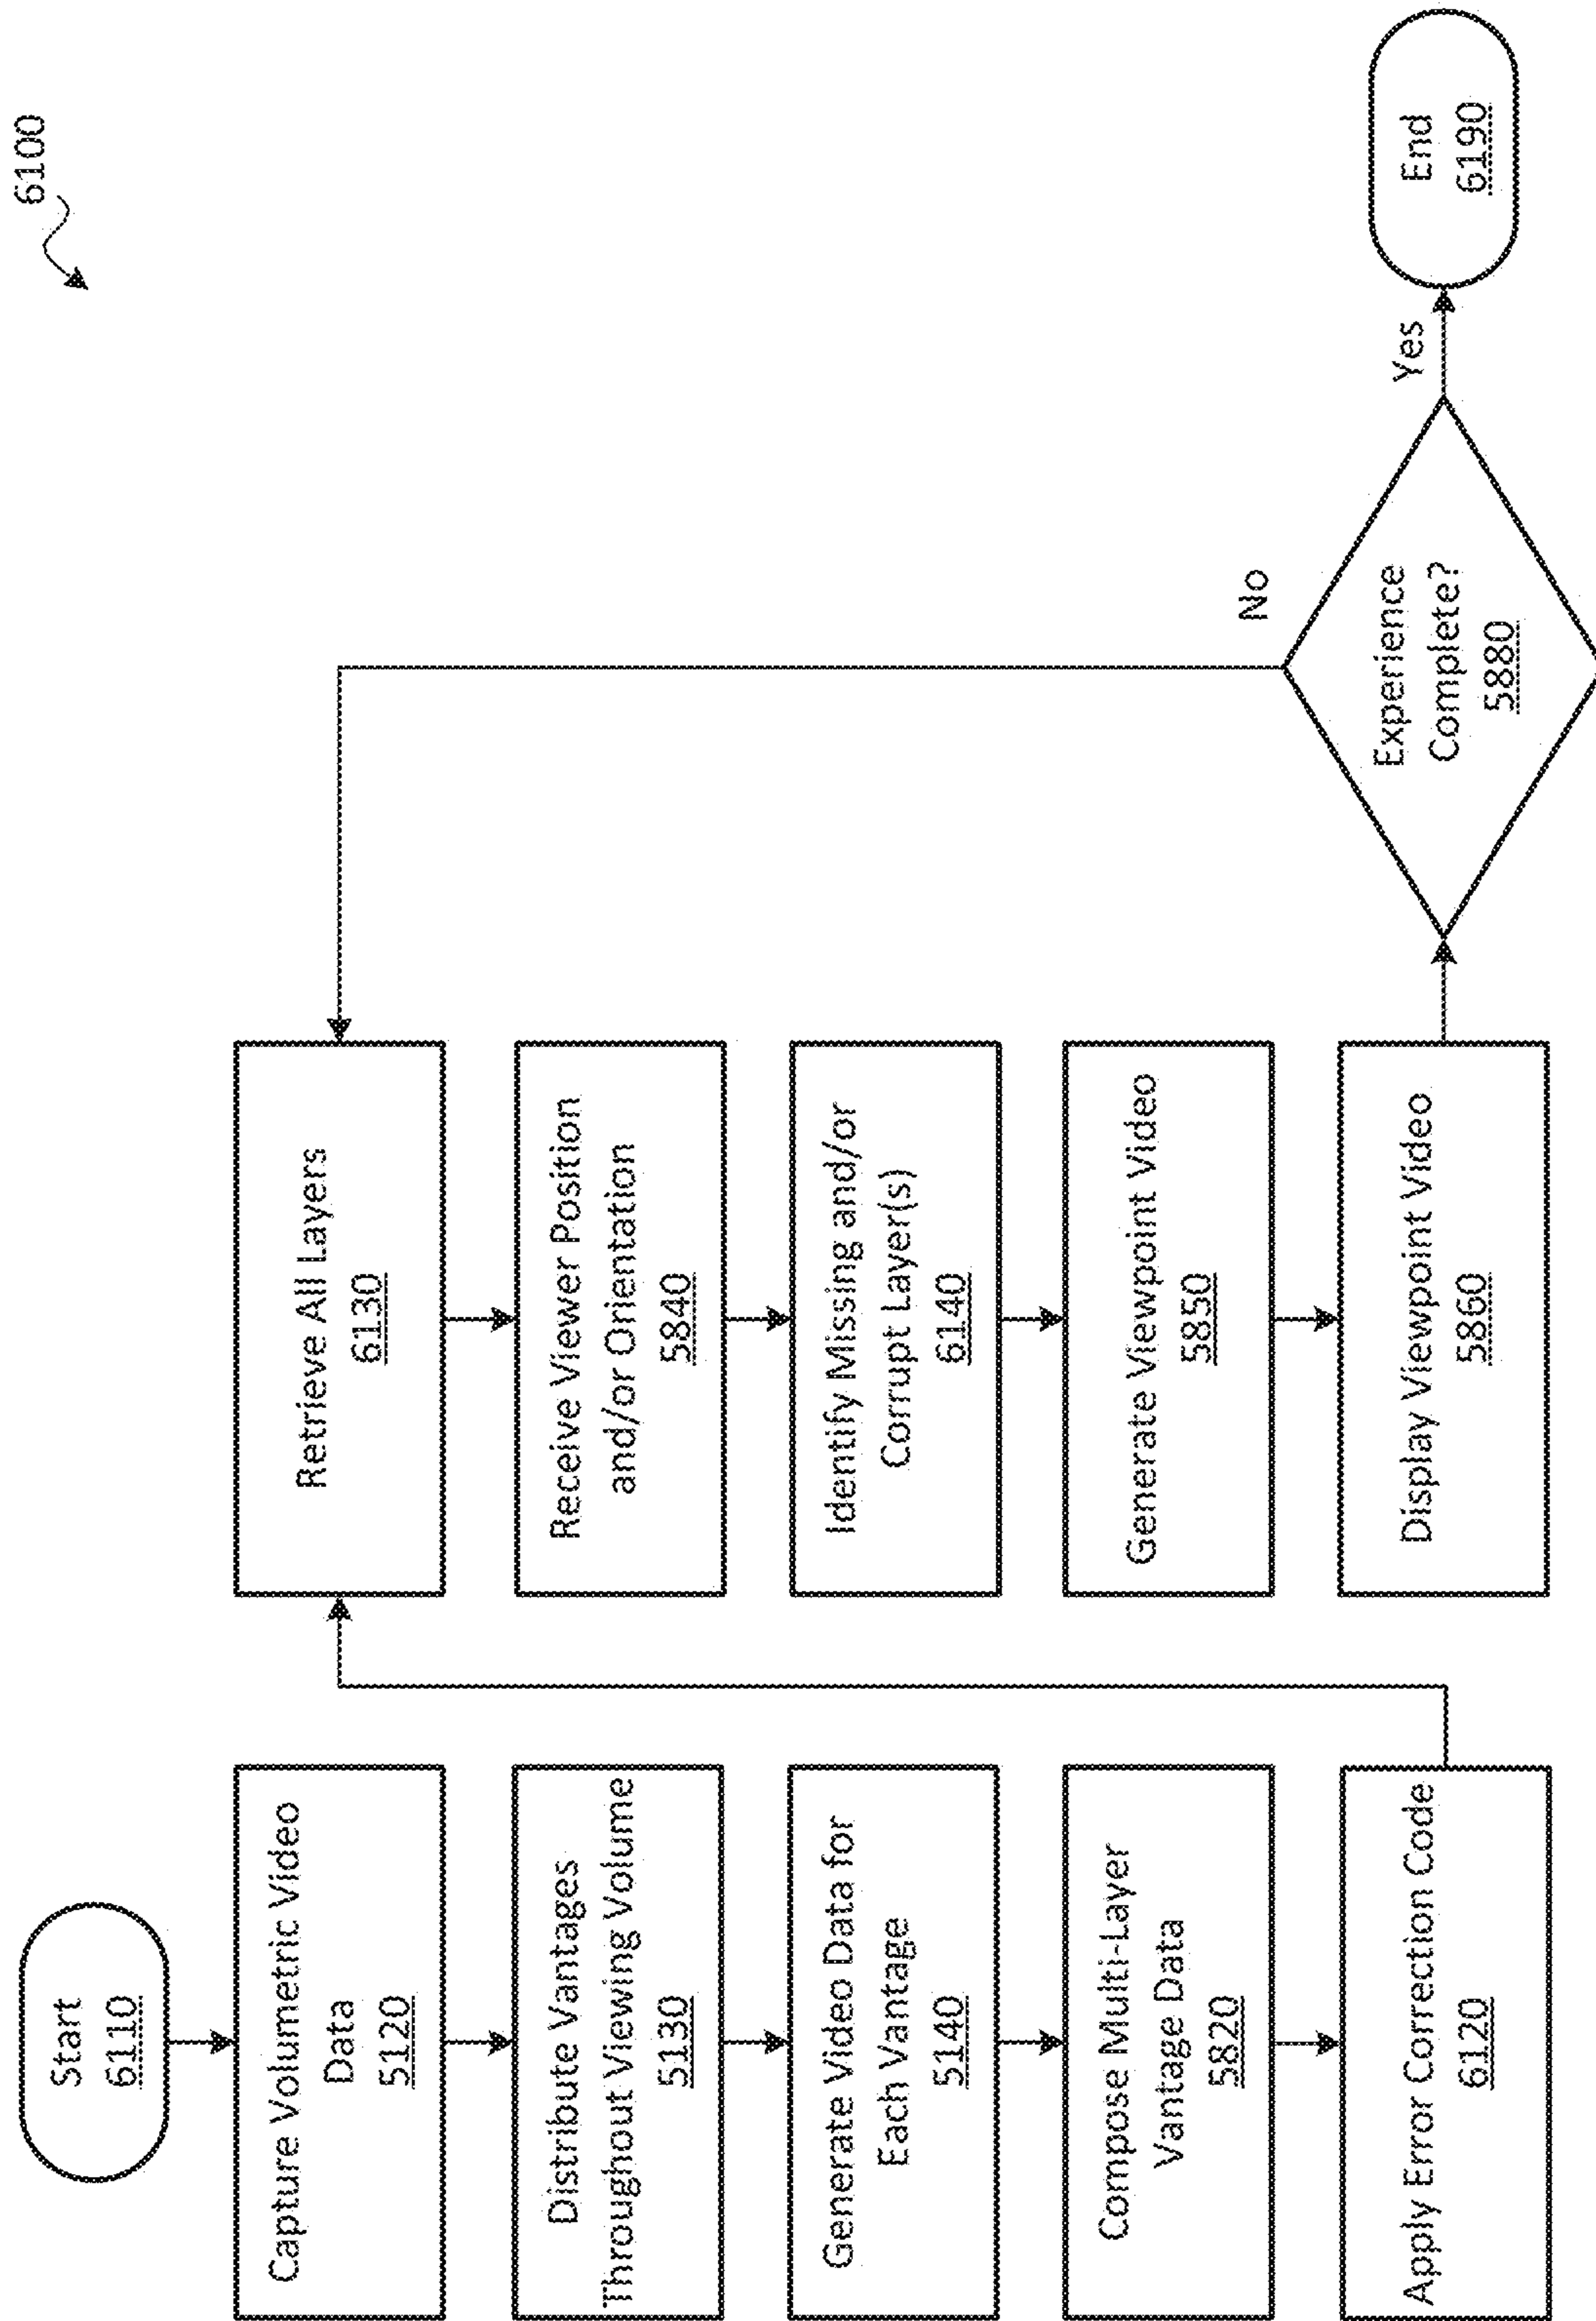 6100
Start
6110
Capture Volumetric Video
Data
5120
Distribute Vantages
Throughout Viewing Volume
5130
Generate Video Data for
Each Vantage
5140
Compose Multi-Layer
Vantage Data
5820
Apply Error Correction Code
6120
Retrieve All Layers
6130
Receive Viewer Position
and/or Orientation
5840
Identify Missing and/or
Corrupt Layer(s)
6140
Generate Viewpoint Video
5850
Display Viewpoint Video
5860
No
Experience
Complete?
5880
Yes
End
6190